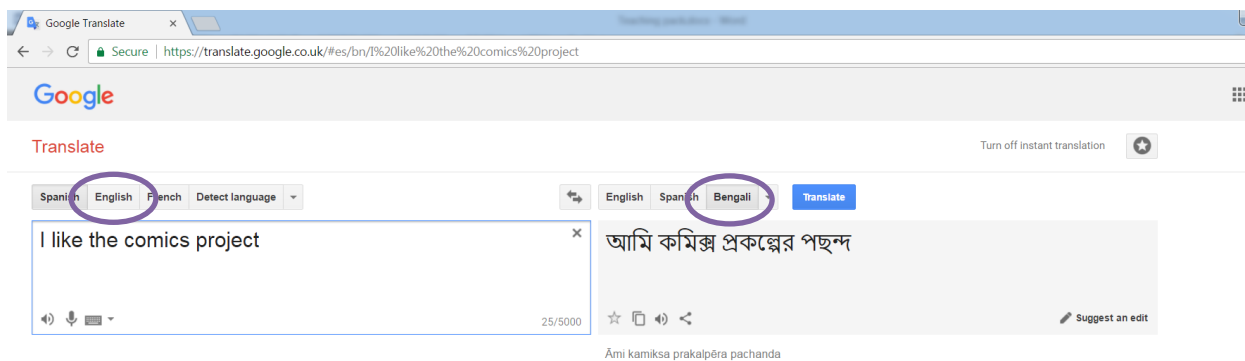 Google Translate
Secure https://translate.google.co.uk/#es/bn/I%20like%20the%20comics%20project
Google
Translate
Turn off instant translation
Spanish English French Detect language
English Spanish Bengali Translate
I like the comics project
আমি কমিক্স প্রকল্পের পছন্দ
25/5000
Suggest an edit
Āmi kamiksa prakalpēra pachanda